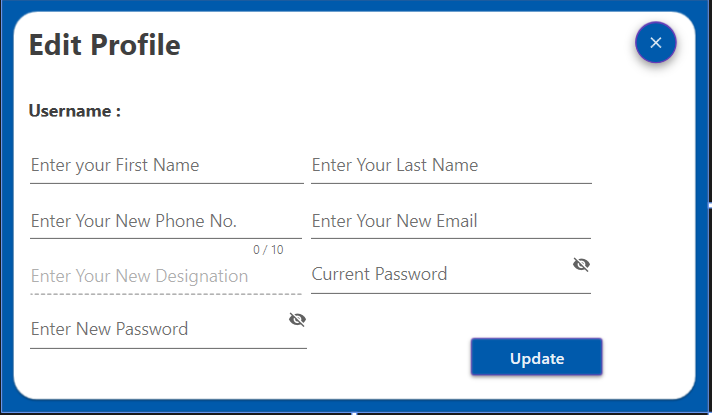 Edit Profile
Username :
Enter your First Name
Enter Your Last Name
Enter Your New Phone No.
Enter Your New Email
0 / 10
Enter Your New Designation
Current Password
Enter New Password
Update